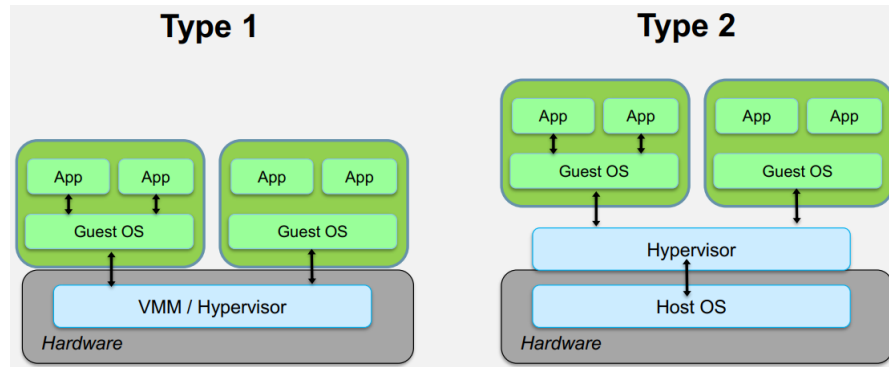 Type 1
App
App
Guest OS
App
App
Guest OS
VMM / Hypervisor
Hardware
Type 2
App
App
Guest OS
App
App
Guest OS
Hypervisor
Host OS
Hardware